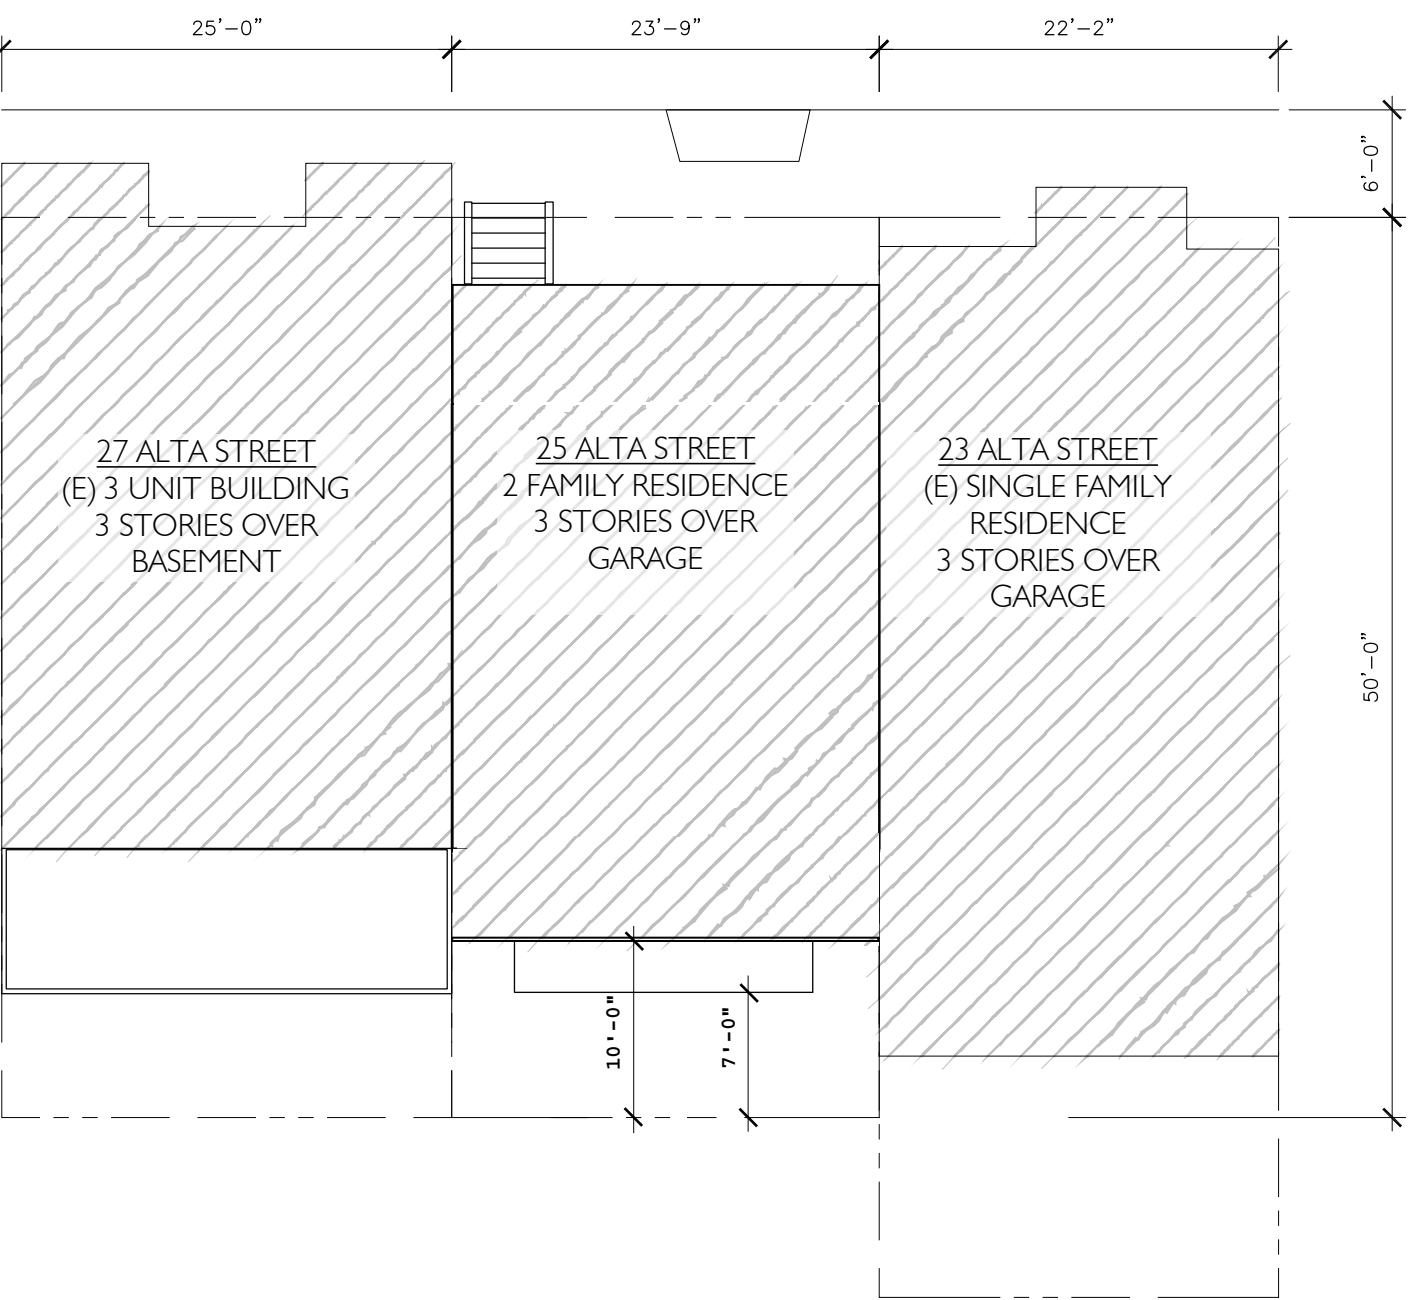 25'-0"
23'-9"
22'-2"
6'-0"
27 ALTA STREET
(E) 3 UNIT BUILDING
3 STORIES OVER
BASEMENT
25 ALTA STREET
2 FAMILY RESIDENCE
3 STORIES OVER
GARAGE
23 ALTA STREET
(E) SINGLE FAMILY
RESIDENCE
3 STORIES OVER
GARAGE
50'-0"
10'-0"
7'-0"